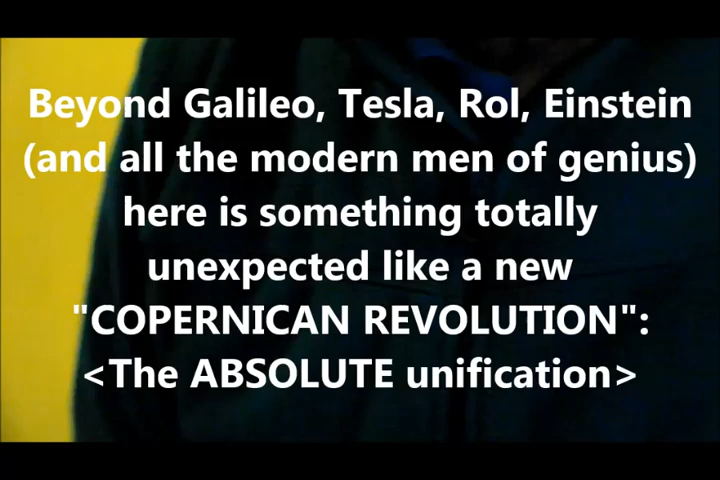 Beyond Galileo, Tesla, Rol, Einstein
(and all the modern men of genius)
here is something totally
unexpected like a new
"COPERNICAN REVOLUTION":
<The ABSOLUTE unification>